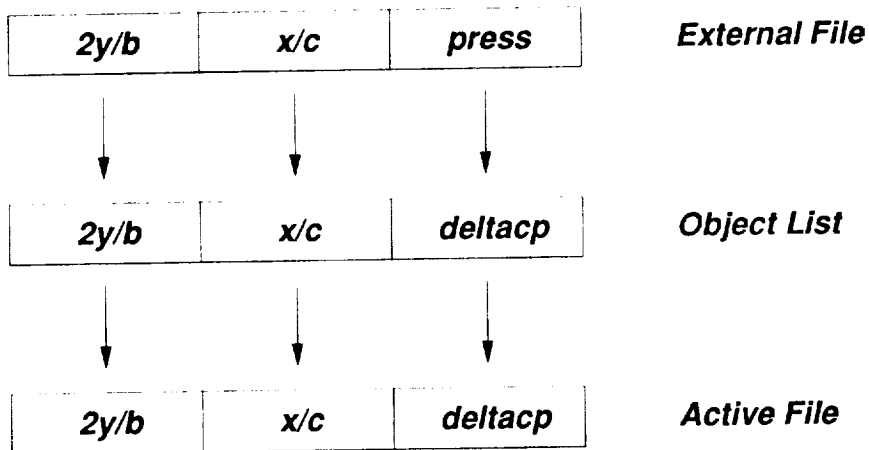 2y/b x/c press External File
2y/b x/c deltacp Object List
2y/b x/c deltacp Active File